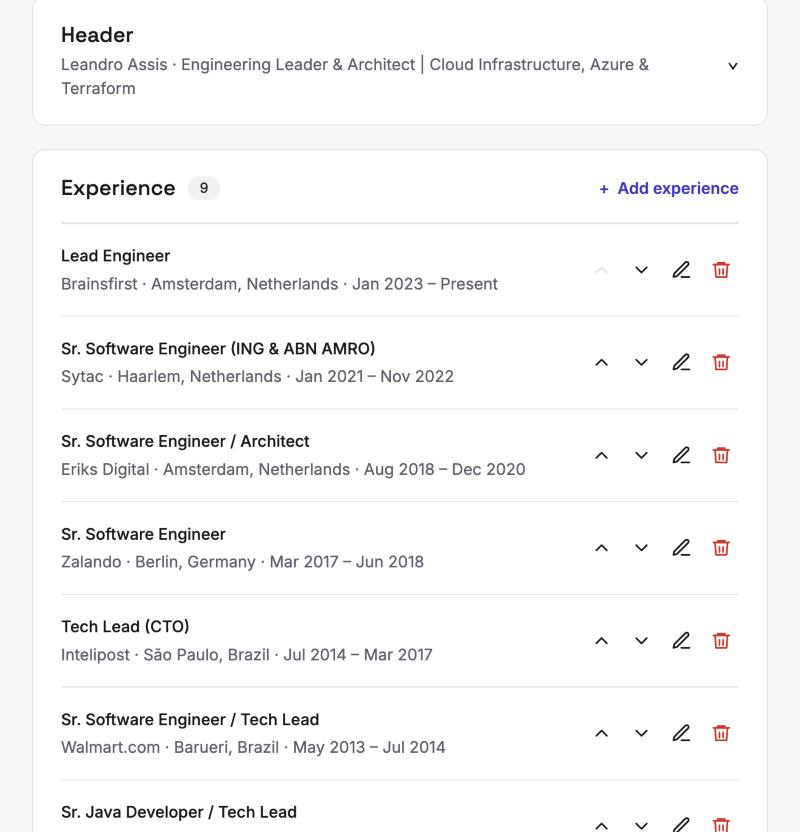 Header
Leandro Assis · Engineering Leader & Architect | Cloud Infrastructure, Azure &
Terraform
Experience 9
+ Add experience
Lead Engineer
Brainsfirst · Amsterdam, Netherlands · Jan 2023 – Present
Sr. Software Engineer (ING & ABN AMRO)
Sytac · Haarlem, Netherlands · Jan 2021 – Nov 2022
Sr. Software Engineer / Architect
Eriks Digital · Amsterdam, Netherlands · Aug 2018 – Dec 2020
Sr. Software Engineer
Zalando · Berlin, Germany · Mar 2017 – Jun 2018
Tech Lead (CTO)
Intelipost · São Paulo, Brazil · Jul 2014 – Mar 2017
Sr. Software Engineer / Tech Lead
Walmart.com · Barueri, Brazil · May 2013 – Jul 2014
Sr. Java Developer / Tech Lead